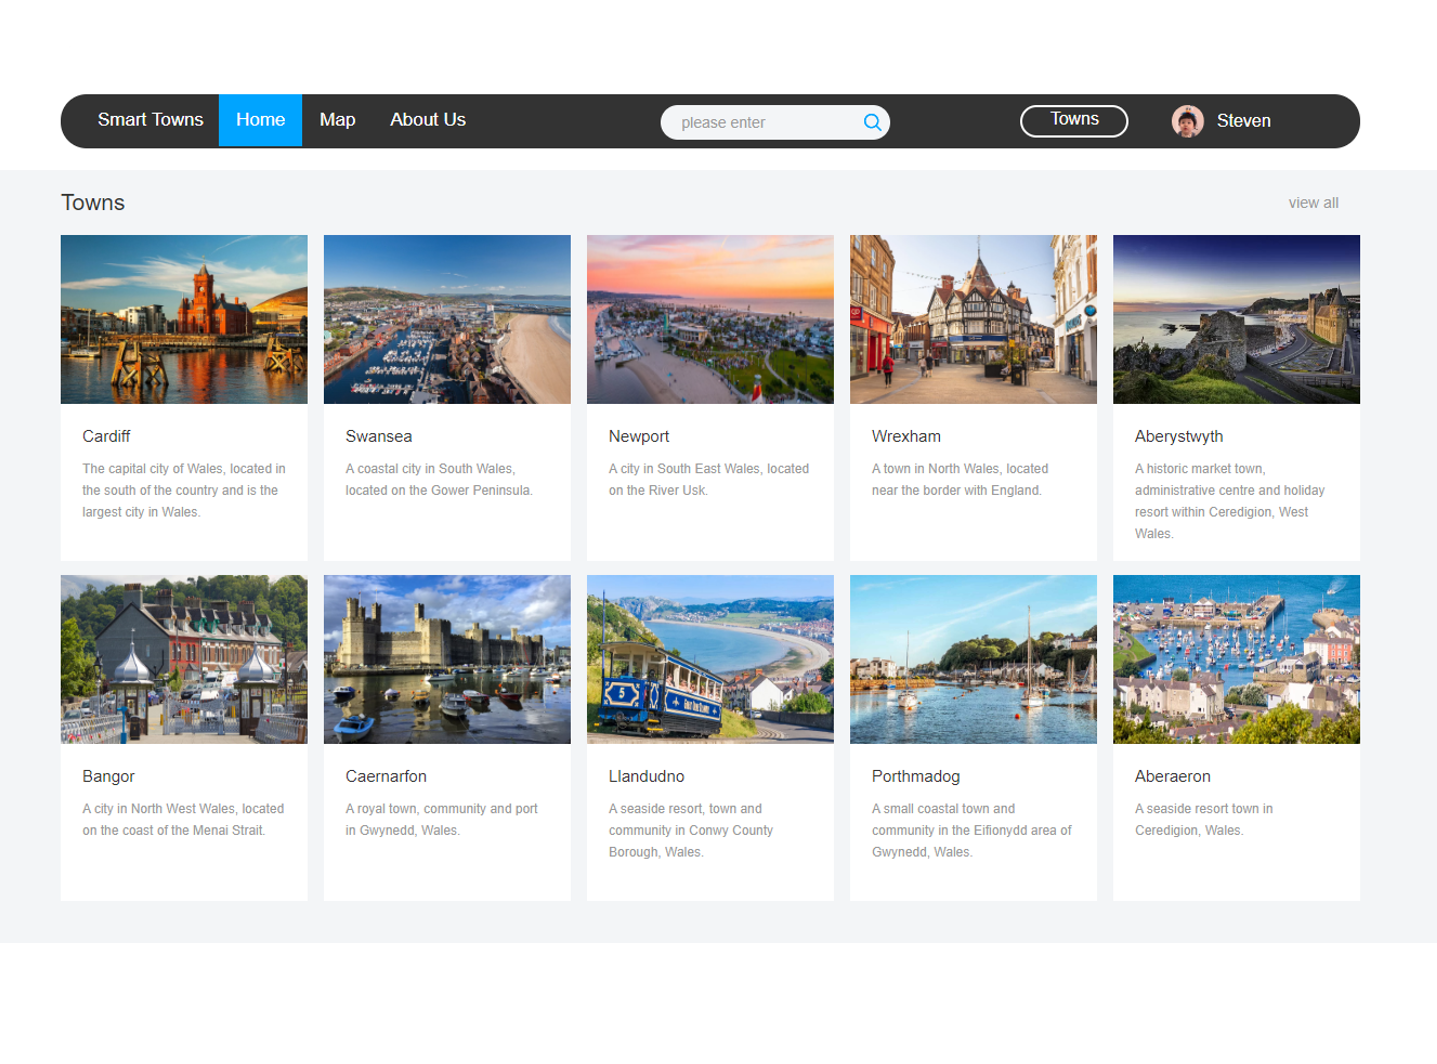 Smart Towns Home Map About Us please enter Towns Steven
Towns view all
Cardiff
The capital city of Wales, located in
the south of the country and is the
largest city in Wales.
Swansea
A coastal city in South Wales,
located on the Gower Peninsula.
Newport
A city in South East Wales, located
on the River Usk.
Wrexham
A town in North Wales, located
near the border with England.
Aberystwyth
A historic market town,
administrative centre and holiday
resort within Ceredigion, West
Wales.
5
Bangor
A city in North West Wales, located
on the coast of the Menai Strait.
Caernarfon
A royal town, community and port
in Gwynedd, Wales.
Llandudno
A seaside resort, town and
community in Conwy County
Borough, Wales.
Porthmadog
A small coastal town and
community in the Eifionydd area of
Gwynedd, Wales.
Aberaeron
A seaside resort town in
Ceredigion, Wales.